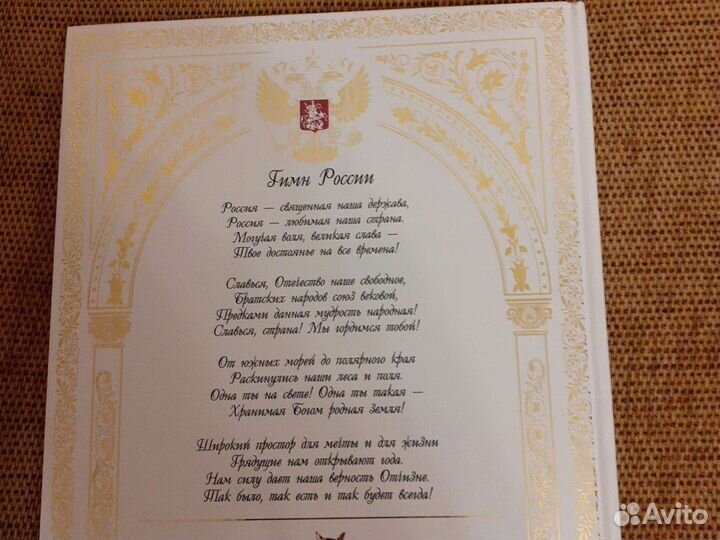 Гимн России
Россия — священная наша держава,
Россия — любимая наша страна.
Могучая воля, великая слава —
Твое достоянье на все времена!
Славься, Отечество наше свободное,
Братских народов союз вековой,
Предками данная мудрость народная!
Славься, страна! Мы гордимся тобой!
От южных морей до полярного края
Раскинулись наши леса и поля.
Одна ты на свете! Одна ты такая —
Хранимая Богом родная земля!
Широкий простор для мечты и для жизни
Грядущие нам открывают года.
Нам силу дает наша верность Отчизне.
Так было, так есть и так будет всегда!
Avito